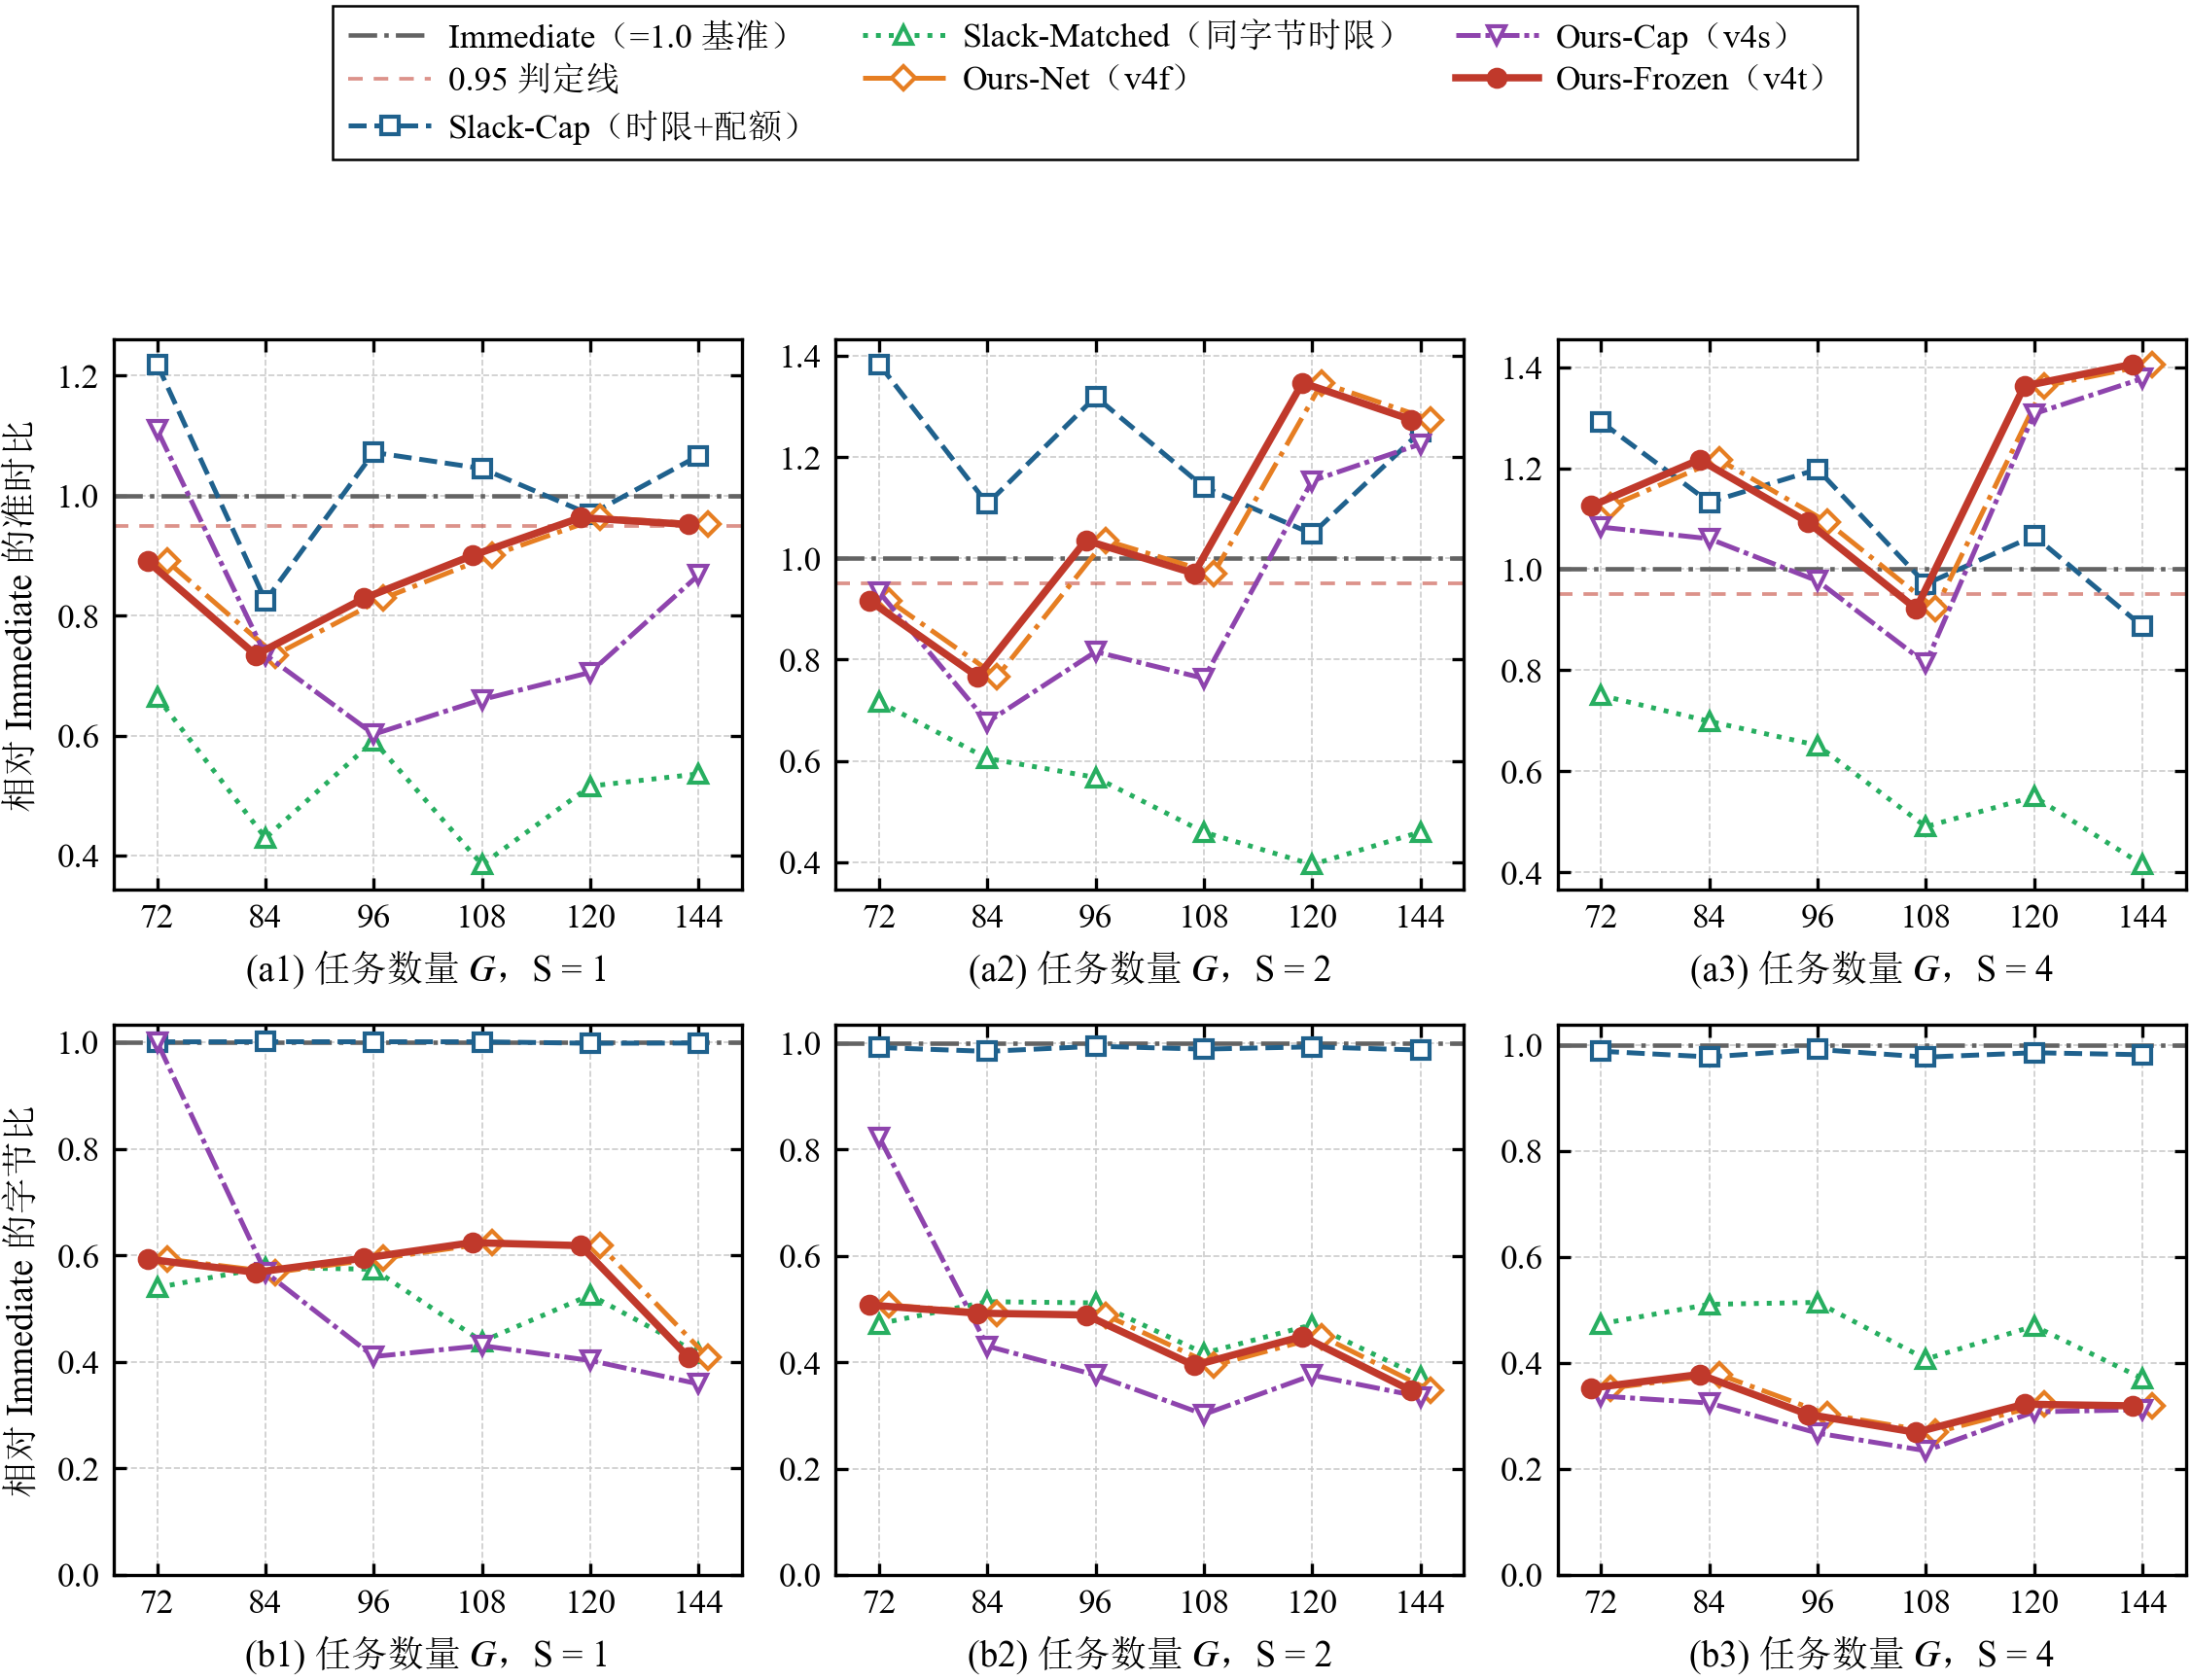 Immediate（=1.0 基准）
0.95 判定线
Slack-Cap（时限+配额）
Slack-Matched（同字节时限）
Ours-Net（v4f）
Ours-Cap（v4s）
Ours-Frozen（v4t）
相对 Immediate 的准时比
1.2
1.0
0.8
0.6
0.4
72 84 96 108 120 144
(a1) 任务数量 G，S = 1
1.4
1.2
1.0
0.8
0.6
0.4
72 84 96 108 120 144
(a2) 任务数量 G，S = 2
1.4
1.2
1.0
0.8
0.6
0.4
72 84 96 108 120 144
(a3) 任务数量 G，S = 4
相对 Immediate 的字节比
1.0
0.8
0.6
0.4
0.2
0.0
72 84 96 108 120 144
(b1) 任务数量 G，S = 1
1.0
0.8
0.6
0.4
0.2
0.0
72 84 96 108 120 144
(b2) 任务数量 G，S = 2
1.0
0.8
0.6
0.4
0.2
0.0
72 84 96 108 120 144
(b3) 任务数量 G，S = 4